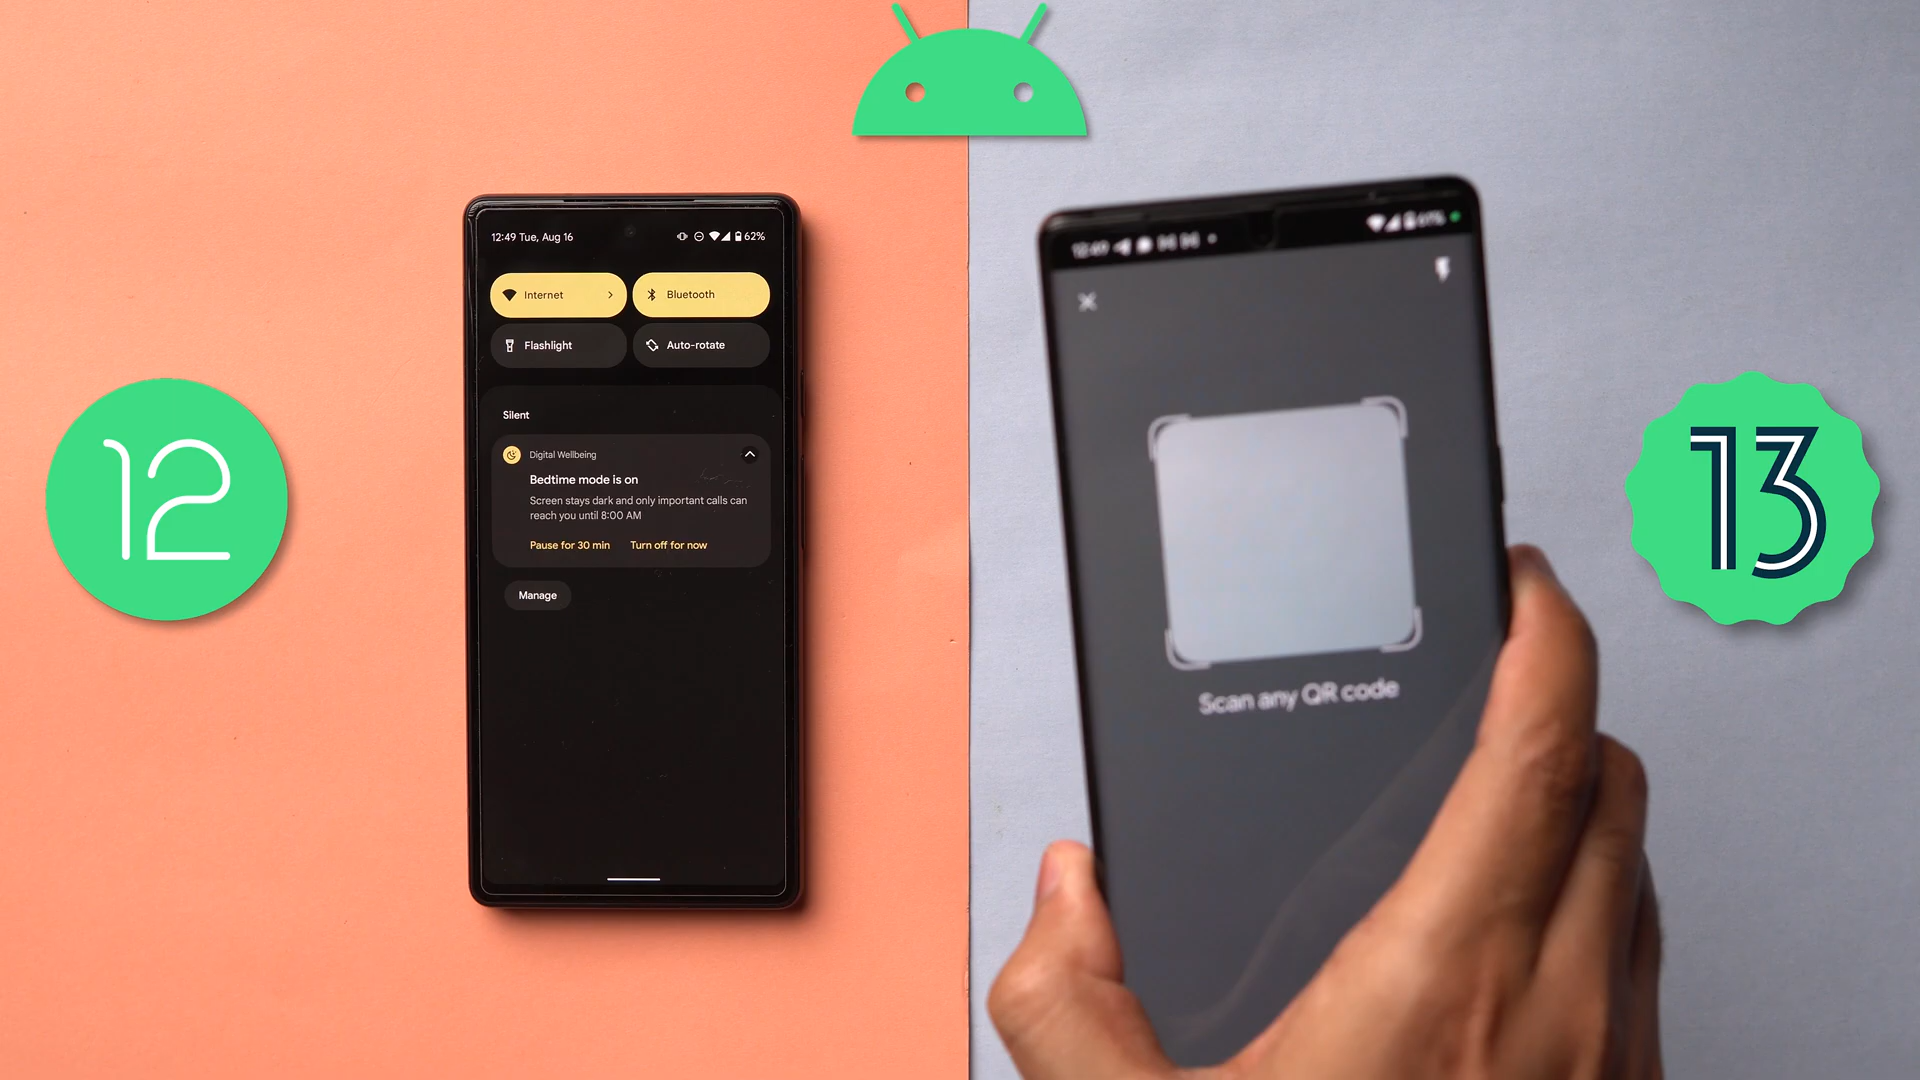 12:49 Tue, Aug 16
62%
Internet
Bluetooth
Flashlight
Auto-rotate
Silent
Digital Wellbeing
Bedtime mode is on
Screen stays dark and only important calls can
reach you until 8:00 AM
Pause for 30 min
Turn off for now
Manage
12
12:49
Scan any QR code
13